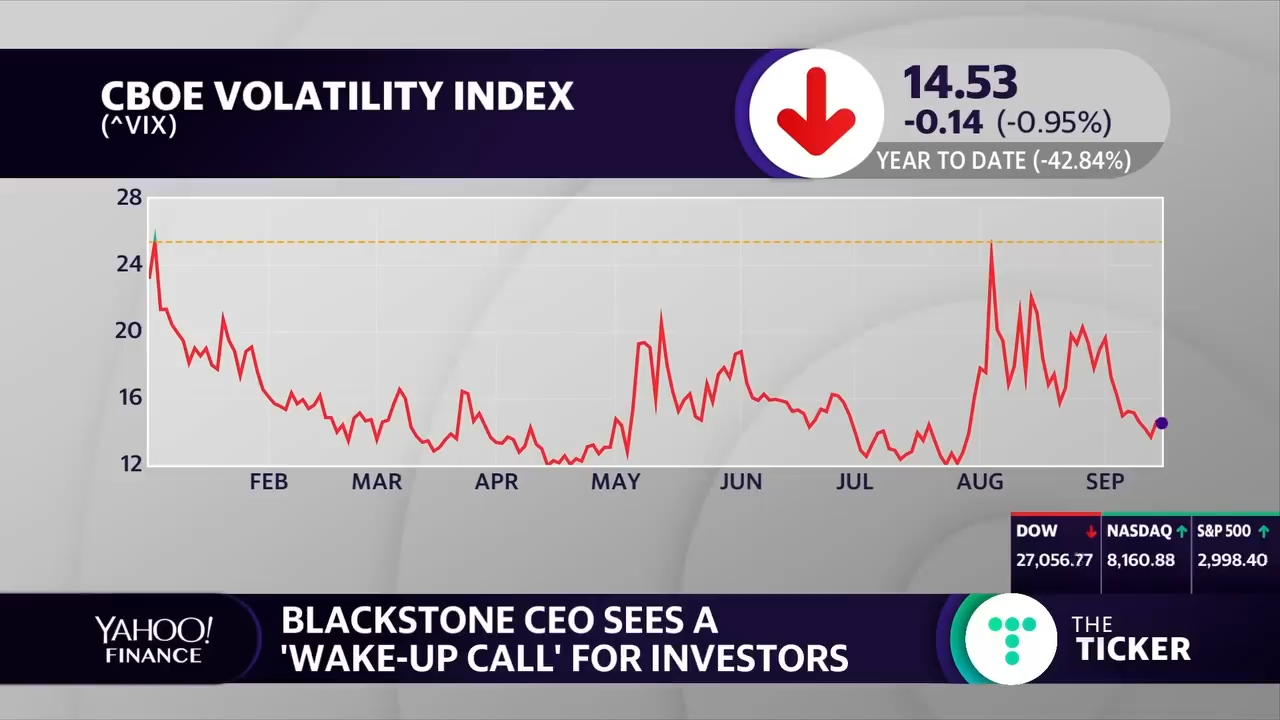 CBOE VOLATILITY INDEX
(^VIX)
14.53
-0.14 (-0.95%)
YEAR TO DATE (-42.84%)
28
24
20
16
12
FEB MAR APR MAY JUN JUL AUG SEP
DOW NASDAQ S&P 500
27,056.77 8,160.88 2,998.40
YAHOO!
FINANCE
BLACKSTONE CEO SEES A
'WAKE-UP CALL' FOR INVESTORS
THE
TICKER